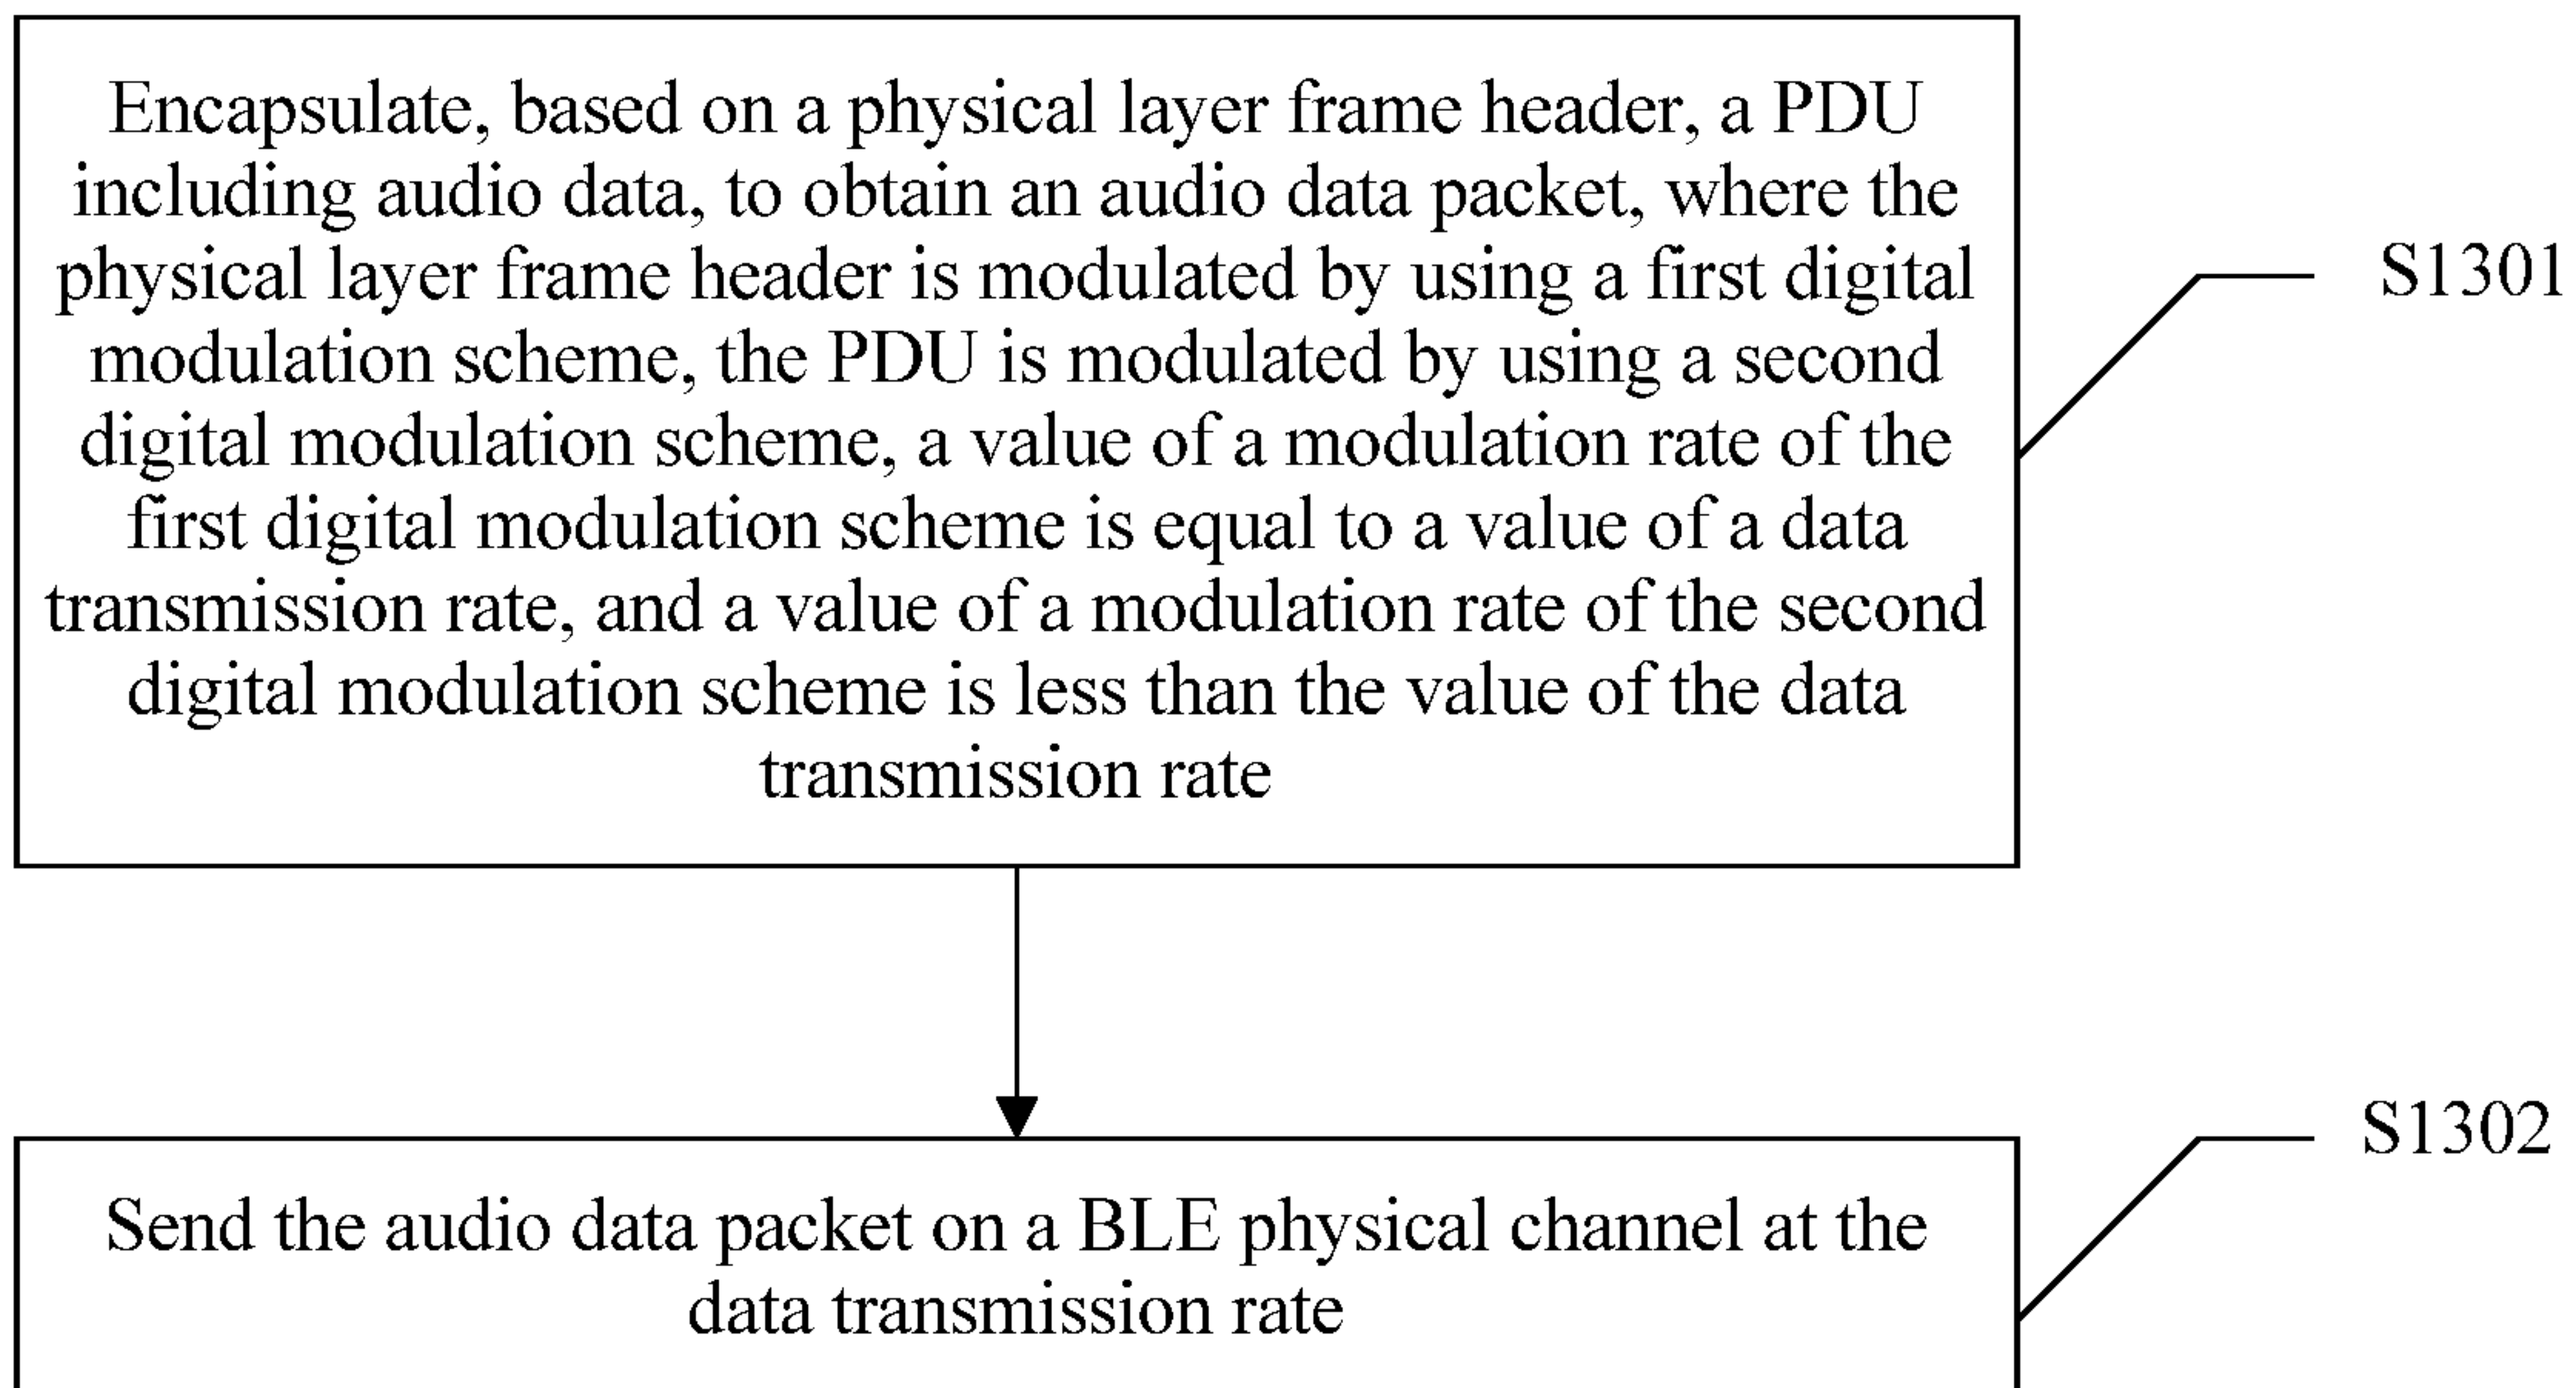 Encapsulate, based on a physical layer frame header, a PDU
including audio data, to obtain an audio data packet, where the
physical layer frame header is modulated by using a first digital
modulation scheme, the PDU is modulated by using a second
digital modulation scheme, a value of a modulation rate of the
first digital modulation scheme is equal to a value of a data
transmission rate, and a value of a modulation rate of the second
digital modulation scheme is less than the value of the data
transmission rate
S1301
Send the audio data packet on a BLE physical channel at the
data transmission rate
S1302